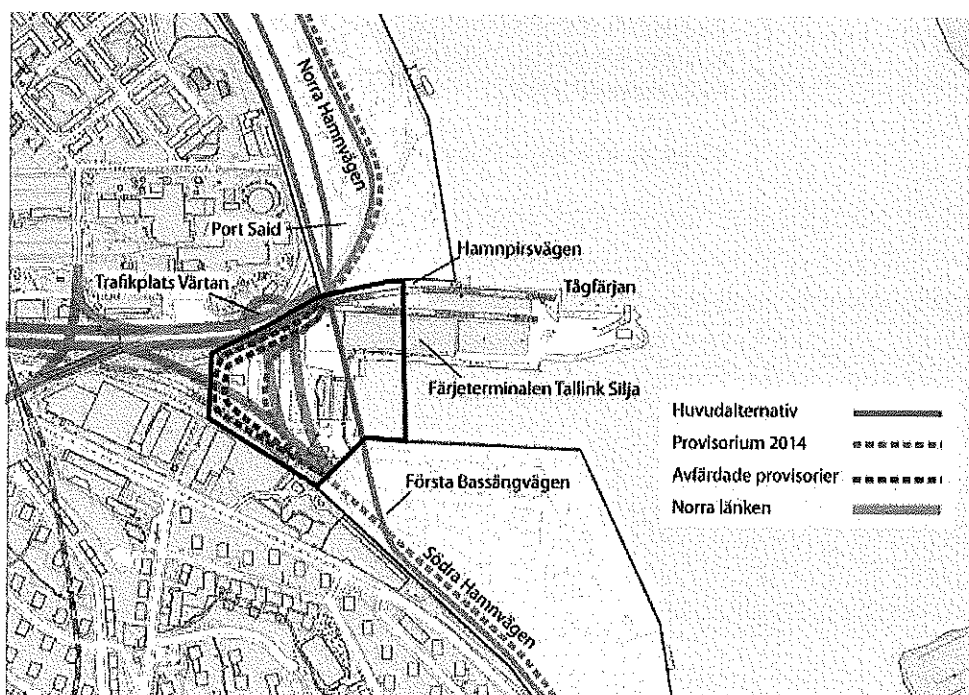 Norra Hamnvägen
Port Said
Hamnpirsvägen
Trafikplats Värtan
Tågfärjan
Färjeterminalen Tallink Silja
Huvudalternativ
Provisorium 2014
Avfärdade provisorier
Första Bassängvägen
Norra länken
Södra Hamnvägen